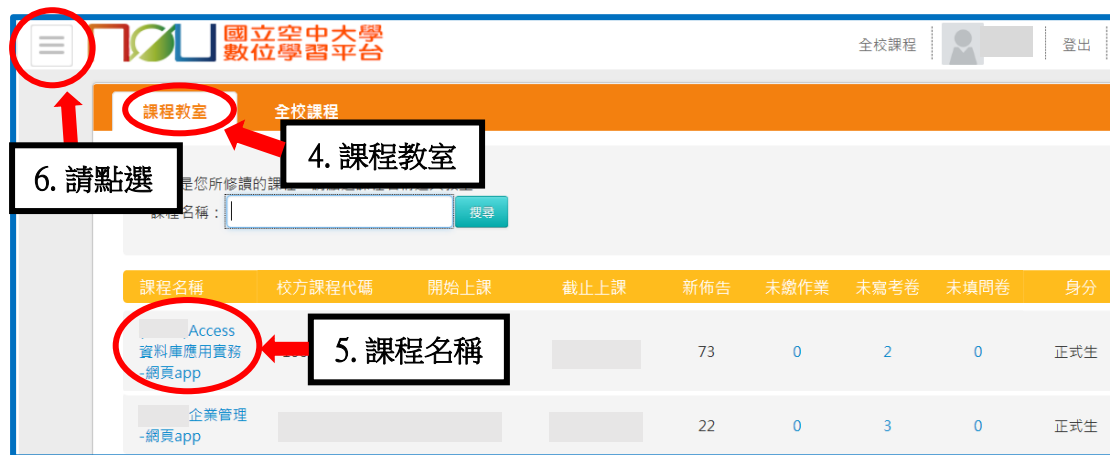 國立空中大學
數位學習平台
全校課程
登出
課程教室
全校課程
4. 課程教室
6. 請點選
是您所修讀的課
課程名稱：
搜尋
課程名稱 校方課程代碼 開始上課 截止上課 新佈告 未繳作業 未寫考卷 未填問卷 身分
Access
資料庫應用實務
-網頁app
5. 課程名稱
73 0 2 0 正式生
企業管理
-網頁app
22 0 3 0 正式生